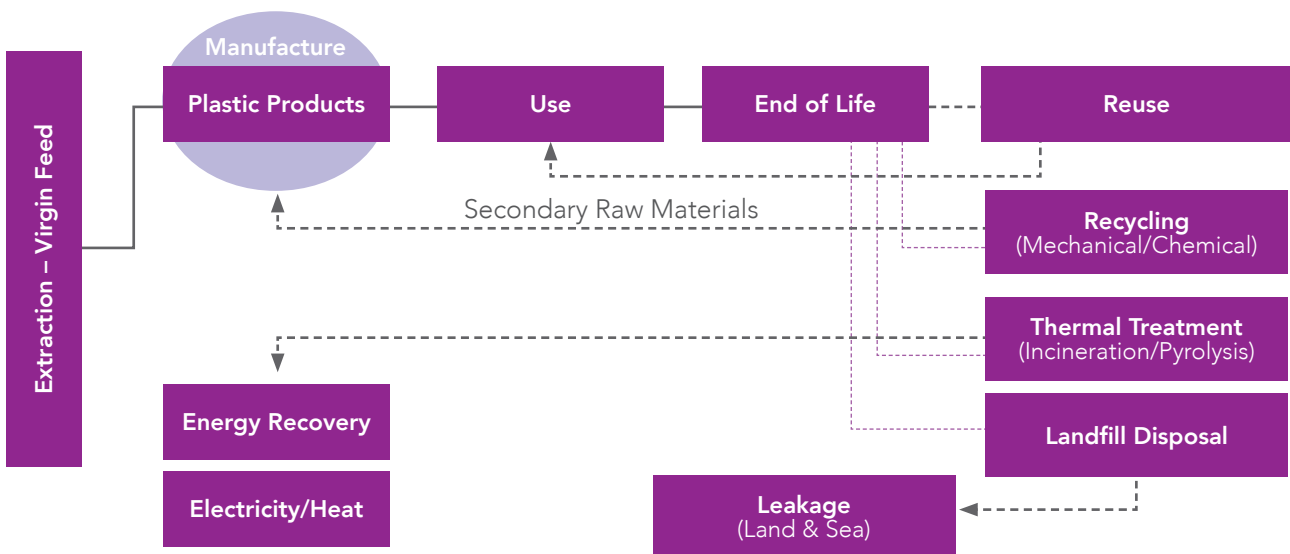 Manufacture
Extraction – Virgin Feed
Plastic Products
Use
End of Life
Reuse
Secondary Raw Materials
Recycling
(Mechanical/Chemical)
Thermal Treatment
(Incineration/Pyrolysis)
Energy Recovery
Landfill Disposal
Electricity/Heat
Leakage
(Land & Sea)